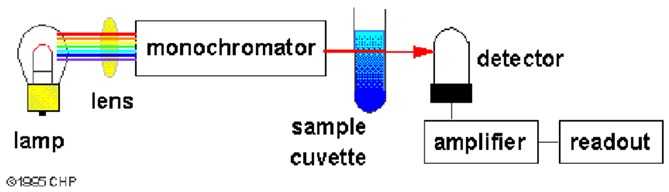 monochromator
detector
lens
lamp
sample
cuvette
amplifier
readout
©1995 CHP